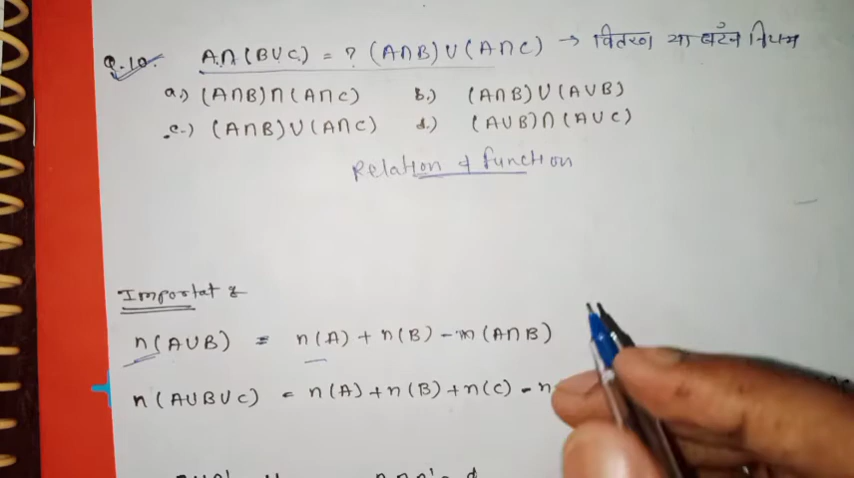 Q.10. A∩(B∪C) = ? (A∩B)∪(A∩C) → वितरण या बंटन नियम
a.) (A∩B)∩(A∩C) b.) (A∩B)∪(A∪B)
c.) (A∩B)∪(A∩C) d.) (A∪B)∩(A∪C)
Relation & function
Importat
n(A∪B) = n(A)+n(B)-n(A∩B)
n(A∪B∪C) = n(A)+n(B)+n(C)-n